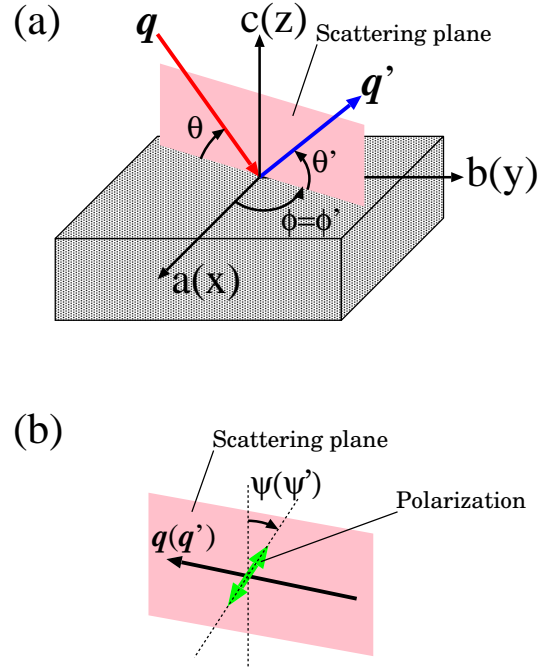 (a)
q
c(z)
Scattering plane
q'
θ
θ'
b(y)
ϕ=ϕ'
a(x)
(b)
Scattering plane
ψ(ψ')
Polarization
q(q')